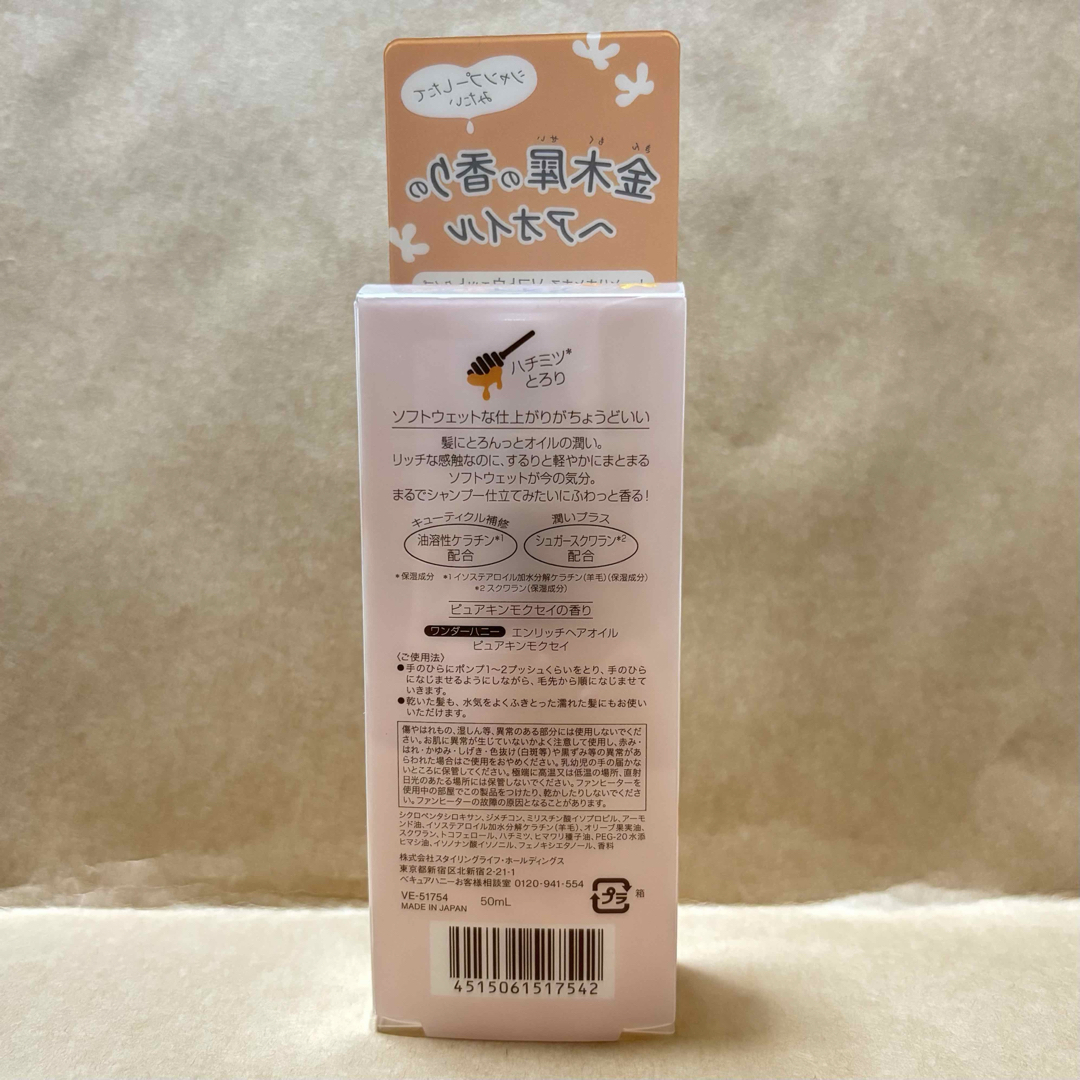 シャンプーしたて
みたい
きんもくせい
金木犀の香りの
ヘアオイル
ハチミツ*
とろり
ソフトウェットな仕上がりがちょうどいい
髪にとろんっとオイルの潤い。
リッチな感触なのに、するりと軽やかにまとまる
ソフトウェットが今の気分。
まるでシャンプー仕立てみたいにふわっと香る!
キューティクル補修
油溶性ケラチン*1
配合
潤いプラス
シュガースクワラン*2
配合
*保湿成分 *1イソステアロイル加水分解ケラチン(羊毛)(保湿成分)
*2スクワラン(保湿成分)
ピュアキンモクセイの香り
ワンダーハニー エンリッチヘアオイル
ピュアキンモクセイ
〈ご使用法〉
●手のひらにポンプ1〜2プッシュくらいをとり、手のひら
になじませるようにしながら、毛先から順になじませて
いきます。
●乾いた髪も、水気をよくふきとった濡れた髪にもお使い
いただけます。
傷やはれもの、湿しん等、異常のある部分には使用しないでくだ
さい。お肌に異常が生じていないかよく注意して使用し、赤み・
はれ・かゆみ・しげき・色抜け(白斑等)や黒ずみ等の異常があ
らわれた場合はご使用をおやめください。乳幼児の手の届かな
いところに保管してください。極端に高温又は低温の場所、直射
日光のあたる場所には保管しないでください。ファンヒーターを
使用中の部屋でこの製品をつけたり、乾かしたりしないでくださ
い。ファンヒーターの故障の原因となることがあります。
シクロペンタシロキサン、ジメチコン、ミリスチン酸イソプロピル、アーモ
ンド油、イソステアロイル加水分解ケラチン(羊毛)、オリーブ果実油、
スクワラン、トコフェロール、ハチミツ、ヒマワリ種子油、PEG-20水添
ヒマシ油、イソノナン酸イソノニル、フェノキシエタノール、香料
株式会社スタイリングライフ・ホールディングス
東京都新宿区北新宿2-21-1
ベキュアハニーお客様相談室 0120-941-554
VE-51754 50mL
MADE IN JAPAN
プラ 箱
4515061517542